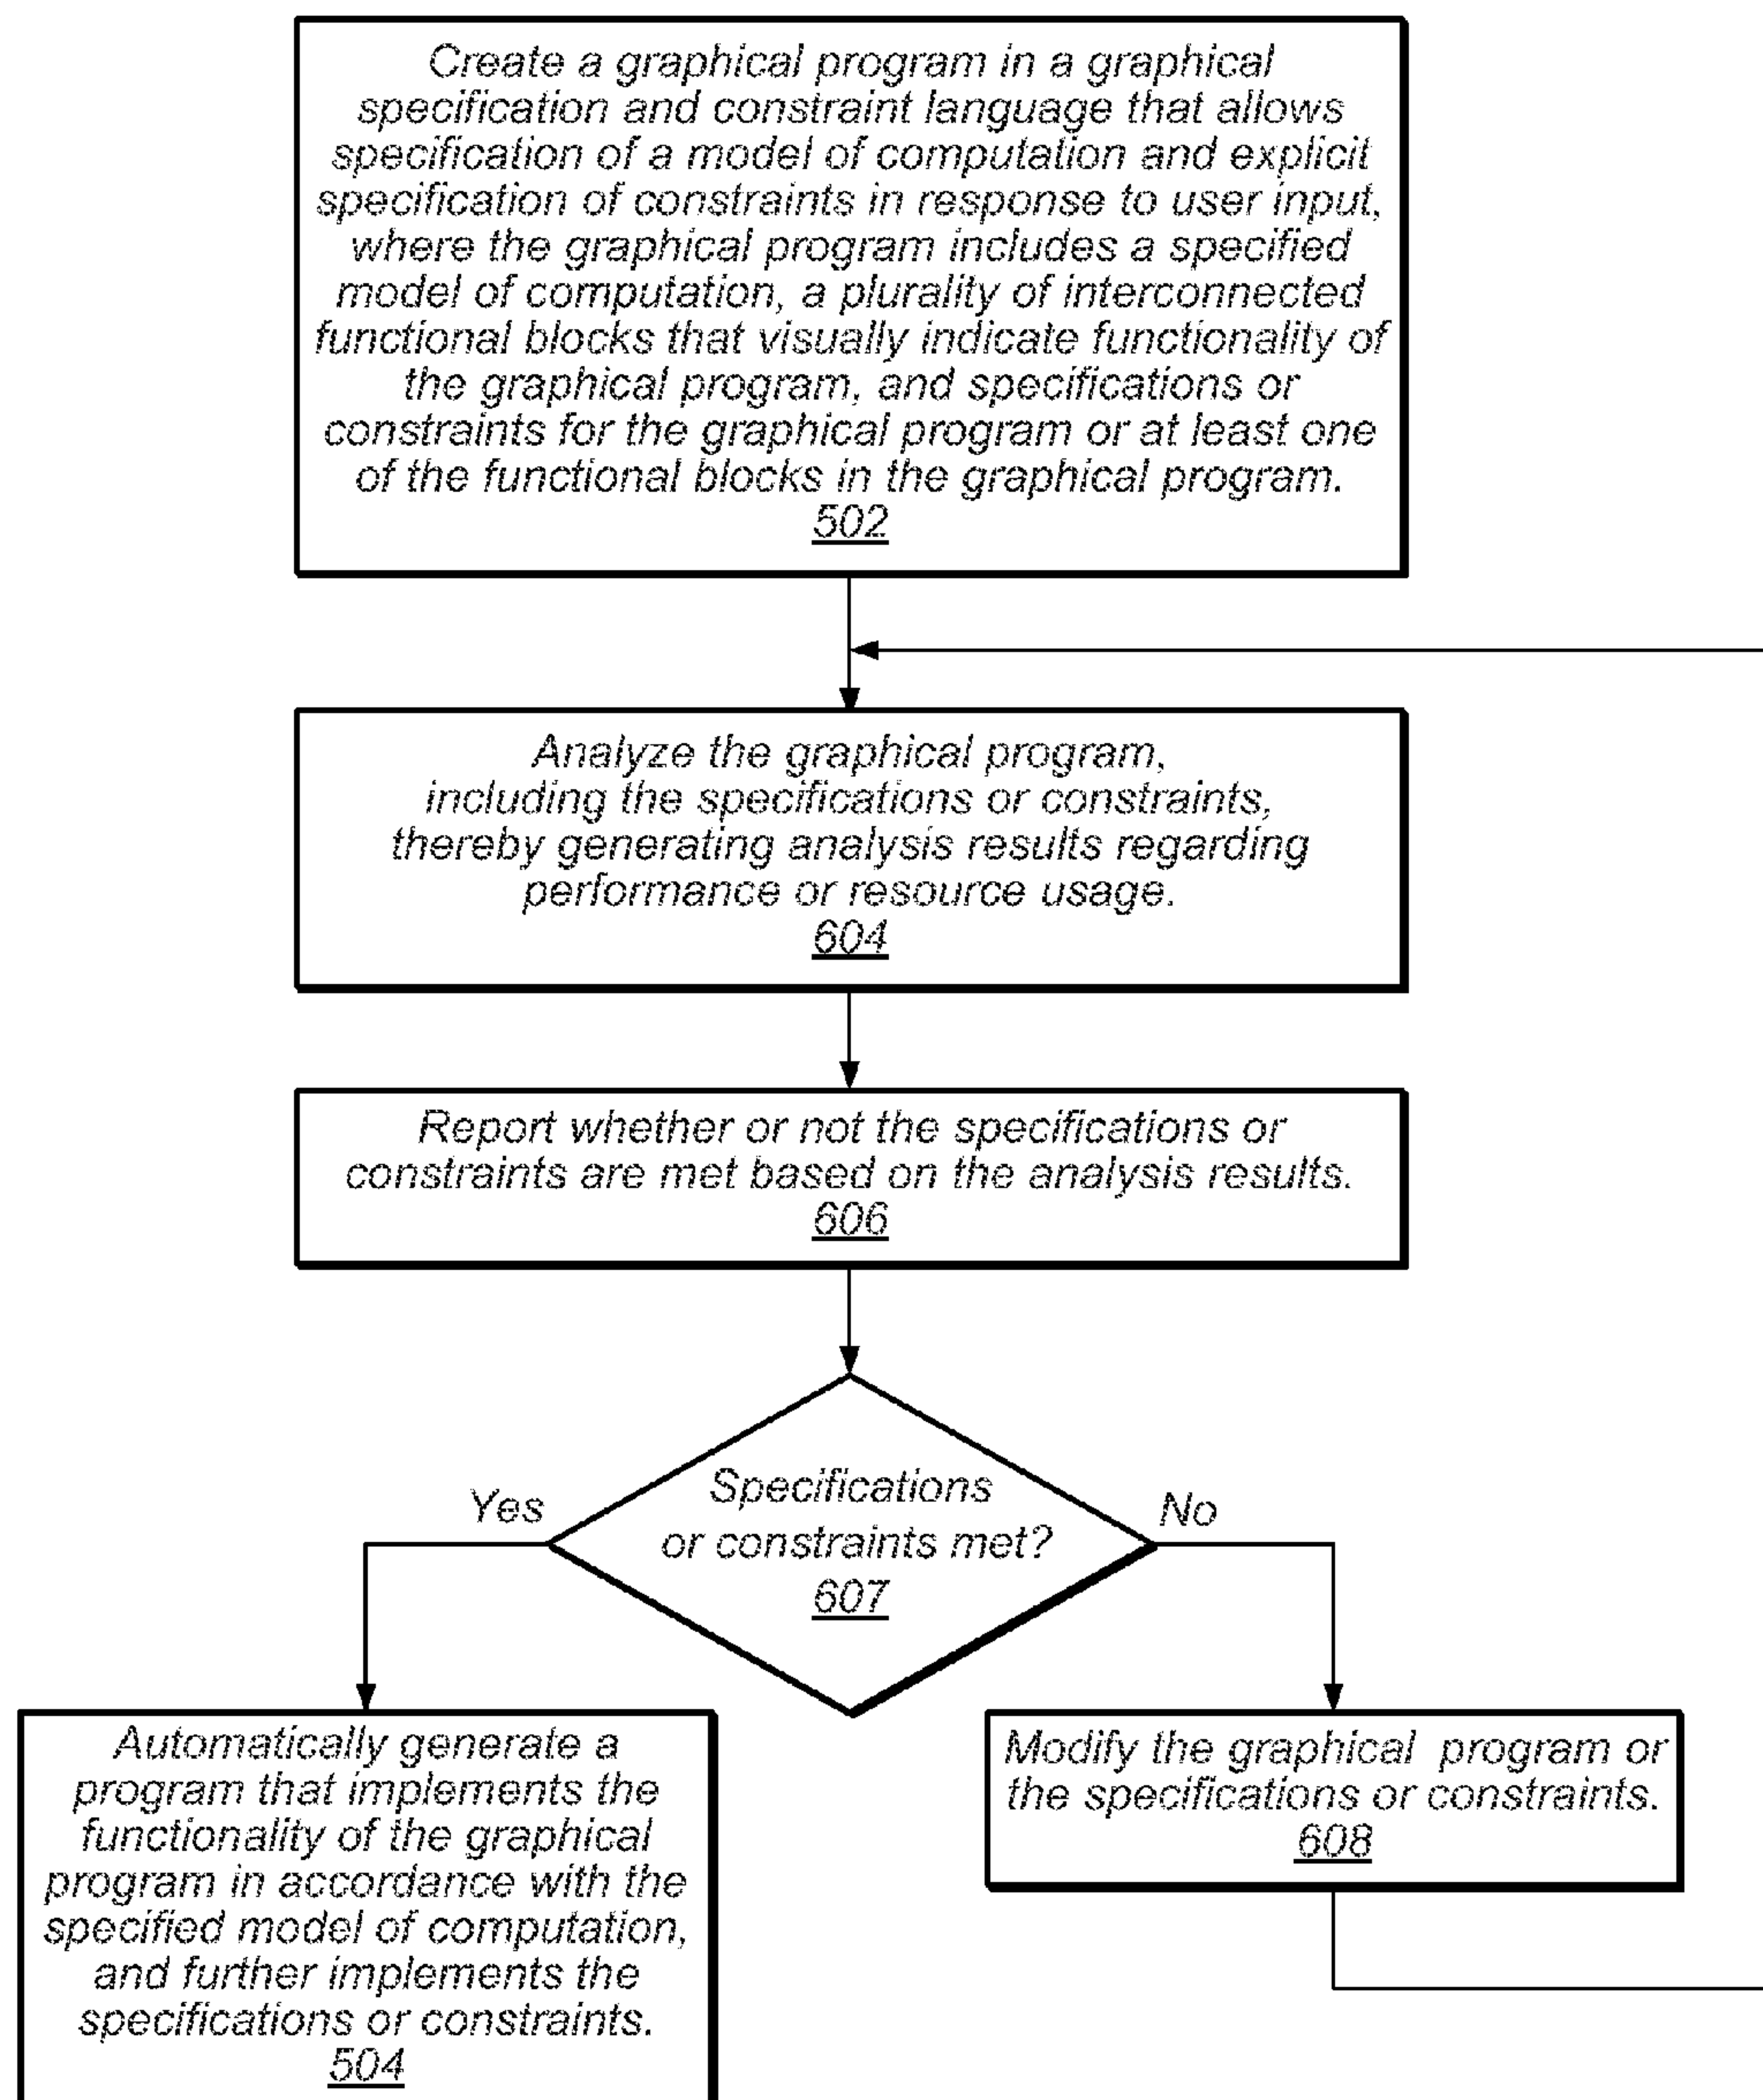 Create a graphical program in a graphical
specification and constraint language that allows
specification of a model of computation and explicit
specification of constraints in response to user input,
where the graphical program includes a specified
model of computation, a plurality of interconnected
functional blocks that visually indicate functionality of
the graphical program, and specifications or
constraints for the graphical program or at least one
of the functional blocks in the graphical program.
502
Analyze the graphical program,
including the specifications or constraints,
thereby generating analysis results regarding
performance or resource usage.
604
Report whether or not the specifications or
constraints are met based on the analysis results.
606
Specifications
or constraints met?
607
Yes
No
Automatically generate a
program that implements the
functionality of the graphical
program in accordance with the
specified model of computation,
and further implements the
specifications or constraints.
504
Modify the graphical program or
the specifications or constraints.
608